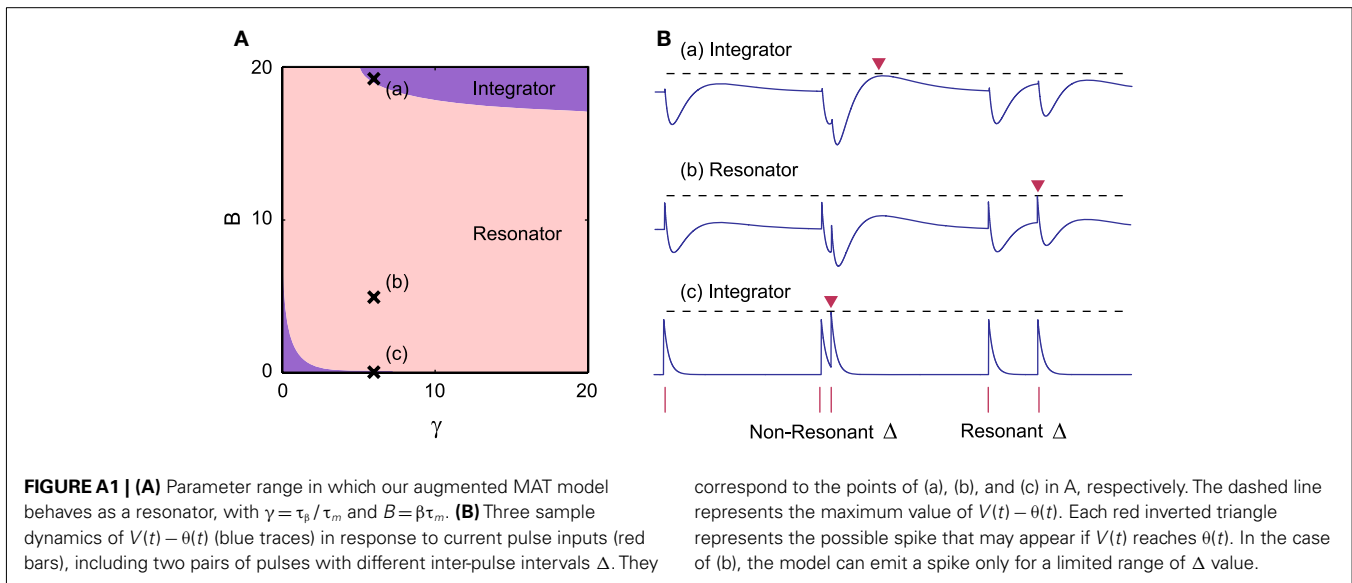 A
20
10
0
B
0
10
20
γ
Integrator
(a)
Resonator
(b)
(c)
B
(a) Integrator
(b) Resonator
(c) Integrator
Non-Resonant Δ
Resonant Δ
FIGURE A1 | (A) Parameter range in which our augmented MAT model
behaves as a resonator, with γ = τβ / τm and B = βτm. (B) Three sample
dynamics of V(t) – θ(t) (blue traces) in response to current pulse inputs (red
bars), including two pairs of pulses with different inter-pulse intervals Δ. They
correspond to the points of (a), (b), and (c) in A, respectively. The dashed line
represents the maximum value of V(t) – θ(t). Each red inverted triangle
represents the possible spike that may appear if V(t) reaches θ(t). In the case
of (b), the model can emit a spike only for a limited range of Δ value.